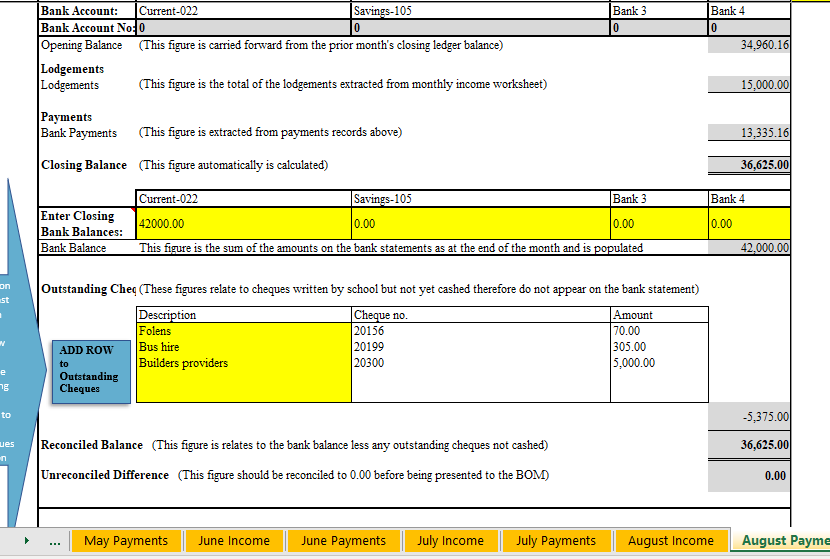 Bank Account: Current-022 Savings-105 Bank 3 Bank 4
Bank Account No: 0 0 0 0
Opening Balance (This figure is carried forward from the prior month's closing ledger balance) 34,960.16
Lodgements
Lodgements (This figure is the total of the lodgements extracted from monthly income worksheet) 15,000.00
Payments
Bank Payments (This figure is extracted from payments records above) 13,335.16
Closing Balance (This figure automatically is calculated) 36,625.00
Current-022 Savings-105 Bank 3 Bank 4
Enter Closing
Bank Balances: 42000.00 0.00 0.00 0.00
Bank Balance This figure is the sum of the amounts on the bank statements as at the end of the month and is populated 42,000.00
on
st
Outstanding Cheq (These figures relate to cheques written by school but not yet cashed therefore do not appear on the bank statement)
Description Cheque no. Amount
Folens 20156 70.00
w
Bus hire 20199 305.00
Builders providers 20300 5,000.00
ADD ROW
to
Outstanding
Cheques
e
ng
to
-5,375.00
ues
n
Reconciled Balance (This figure is relates to the bank balance less any outstanding cheques not cashed) 36,625.00
Unreconciled Difference (This figure should be reconciled to 0.00 before being presented to the BOM) 0.00
... May Payments June Income June Payments July Income July Payments August Income August Payme